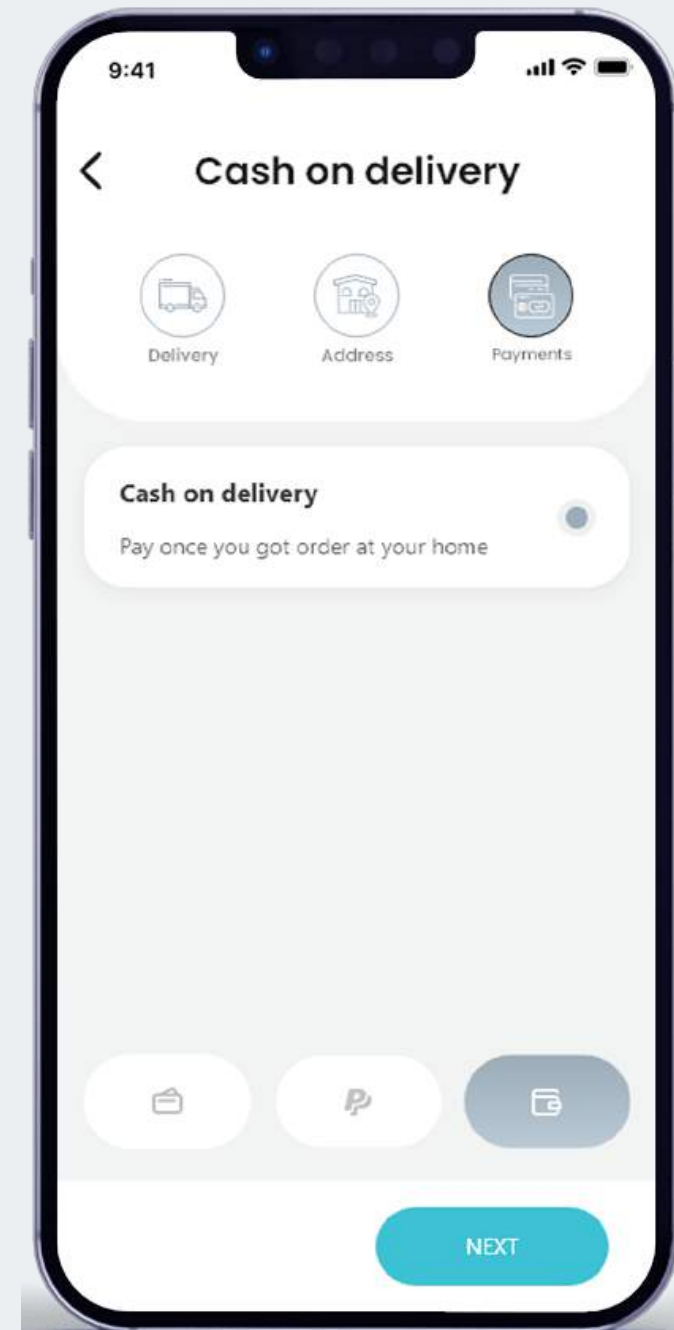 9:41
Cash on delivery
Delivery
Address
Payments
Cash on delivery
Pay once you got order at your home
NEXT